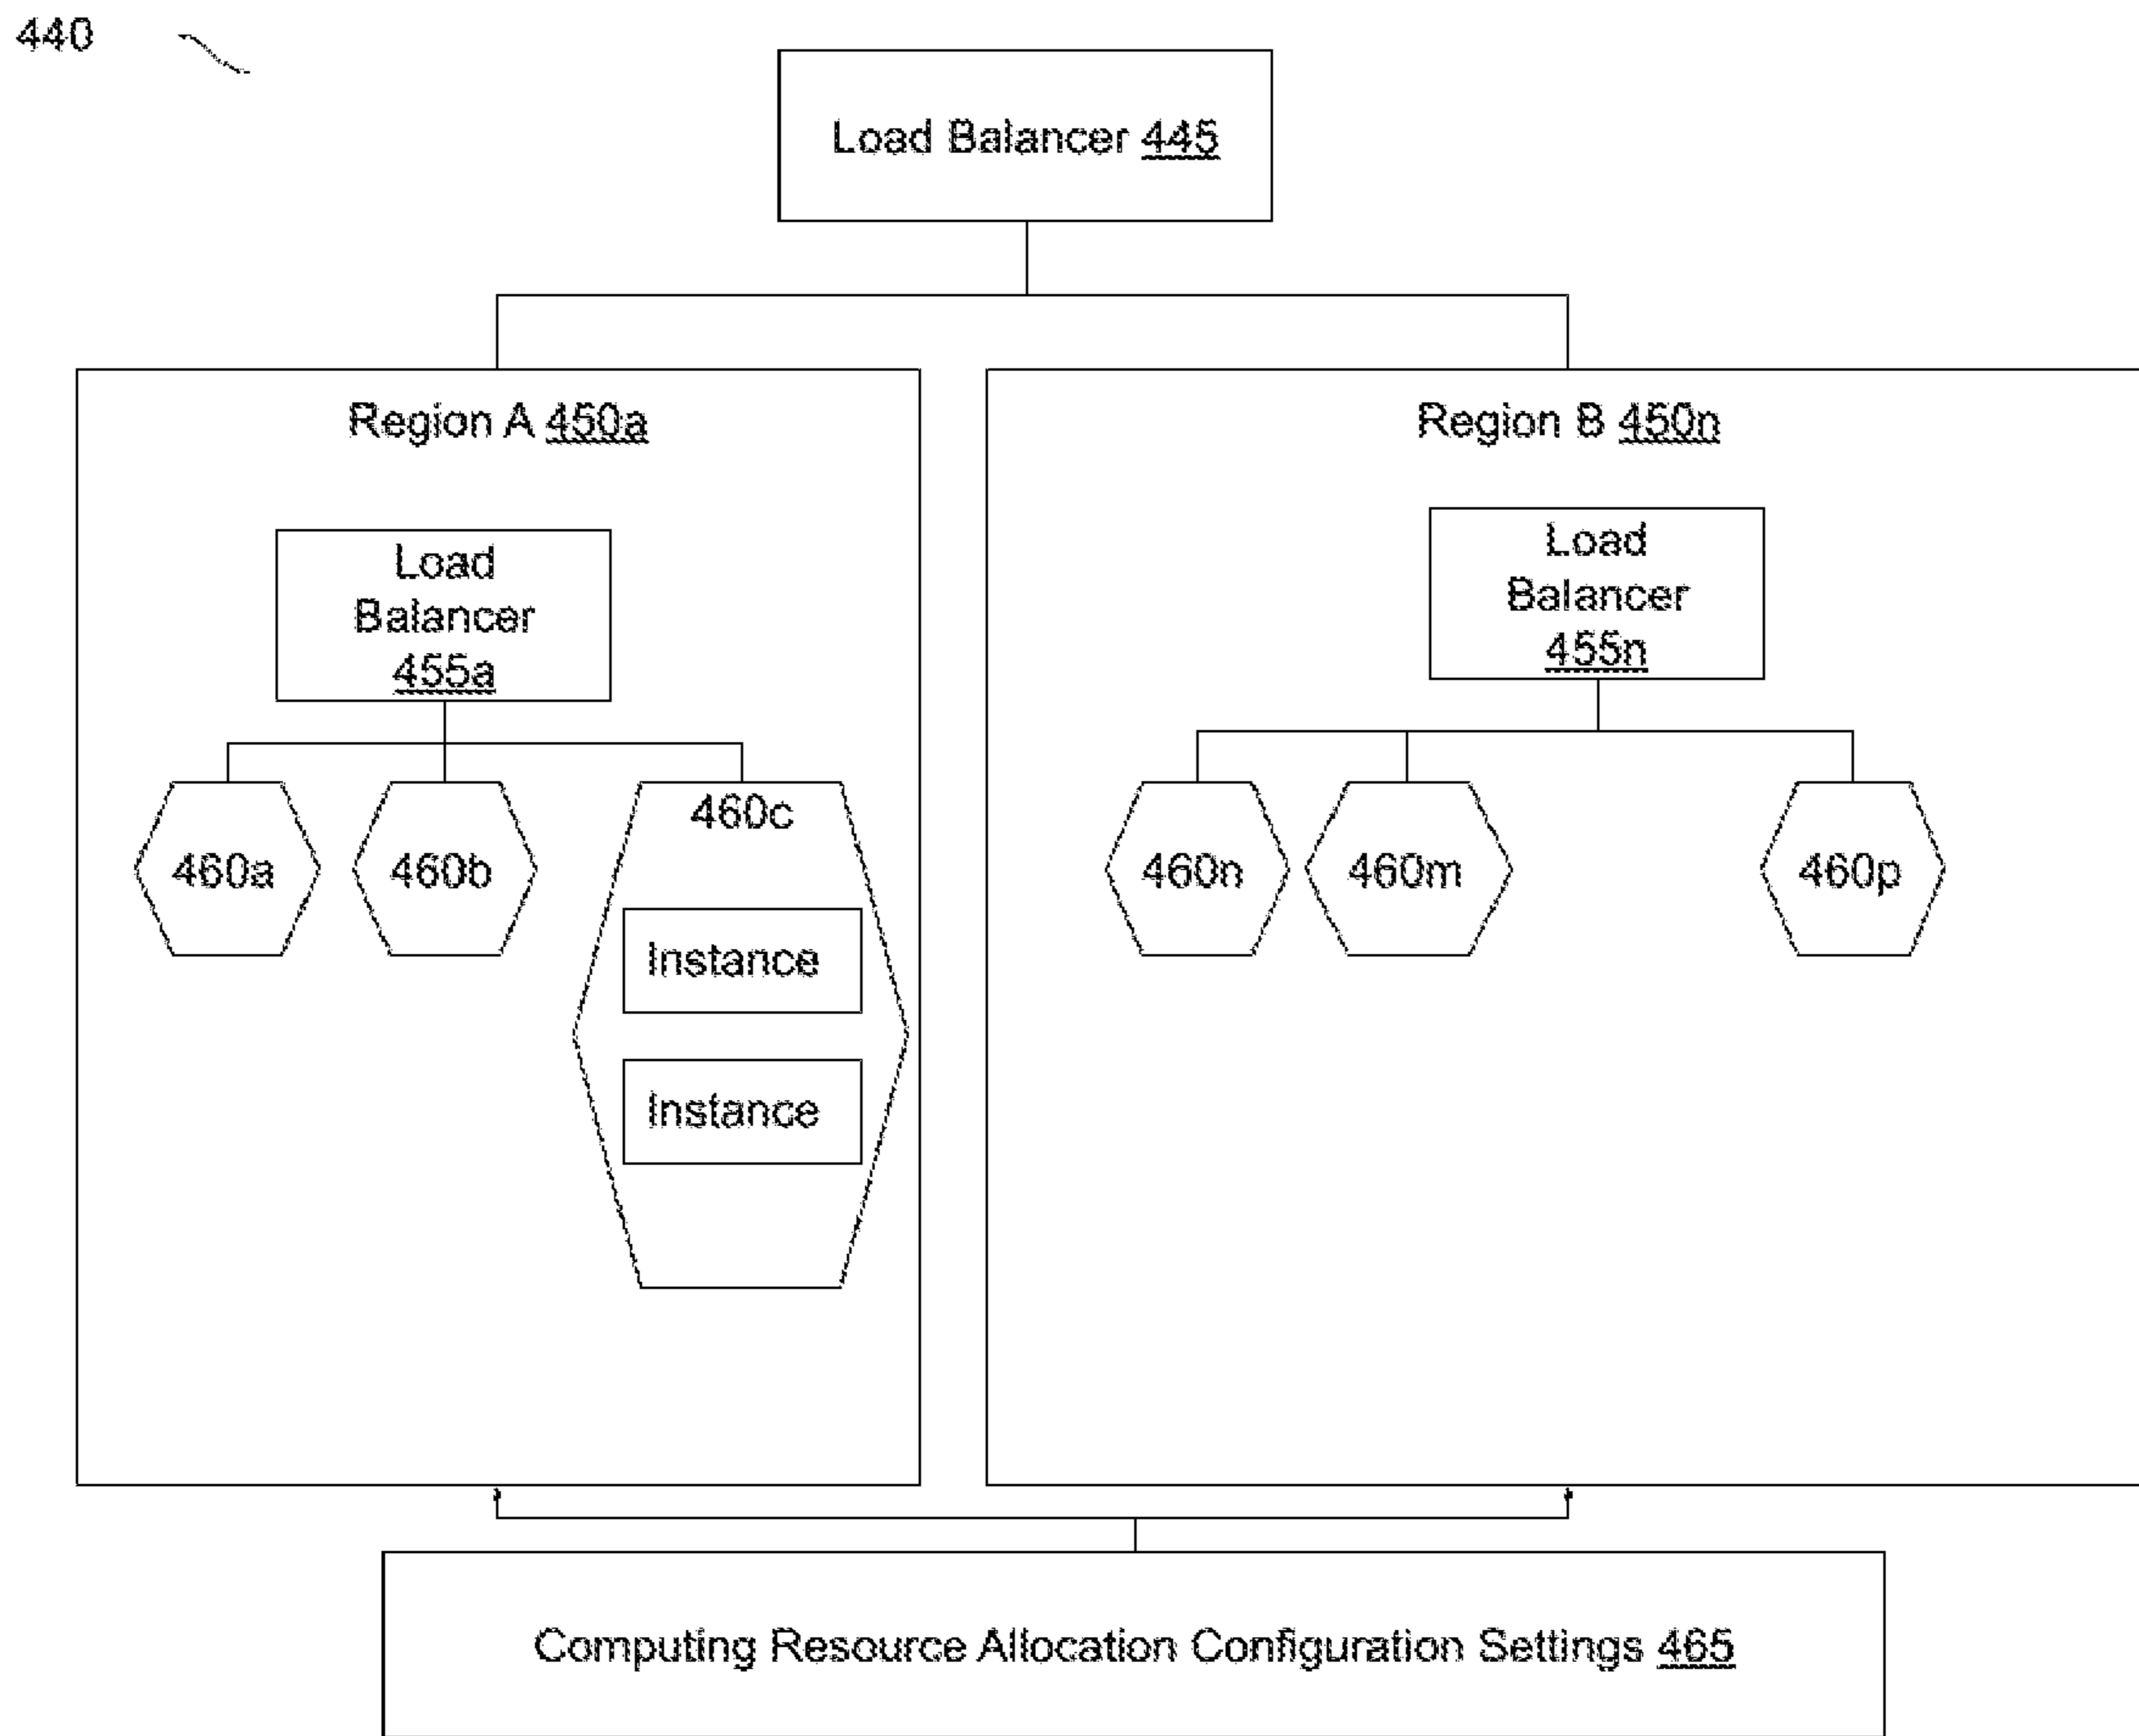 440
Load Balancer 445
Region A 450a
Region B 450n
Load
Balancer
455a
Load
Balancer
455n
460a
460b
460c
Instance
Instance
460n
460m
460p
Computing Resource Allocation Configuration Settings 465